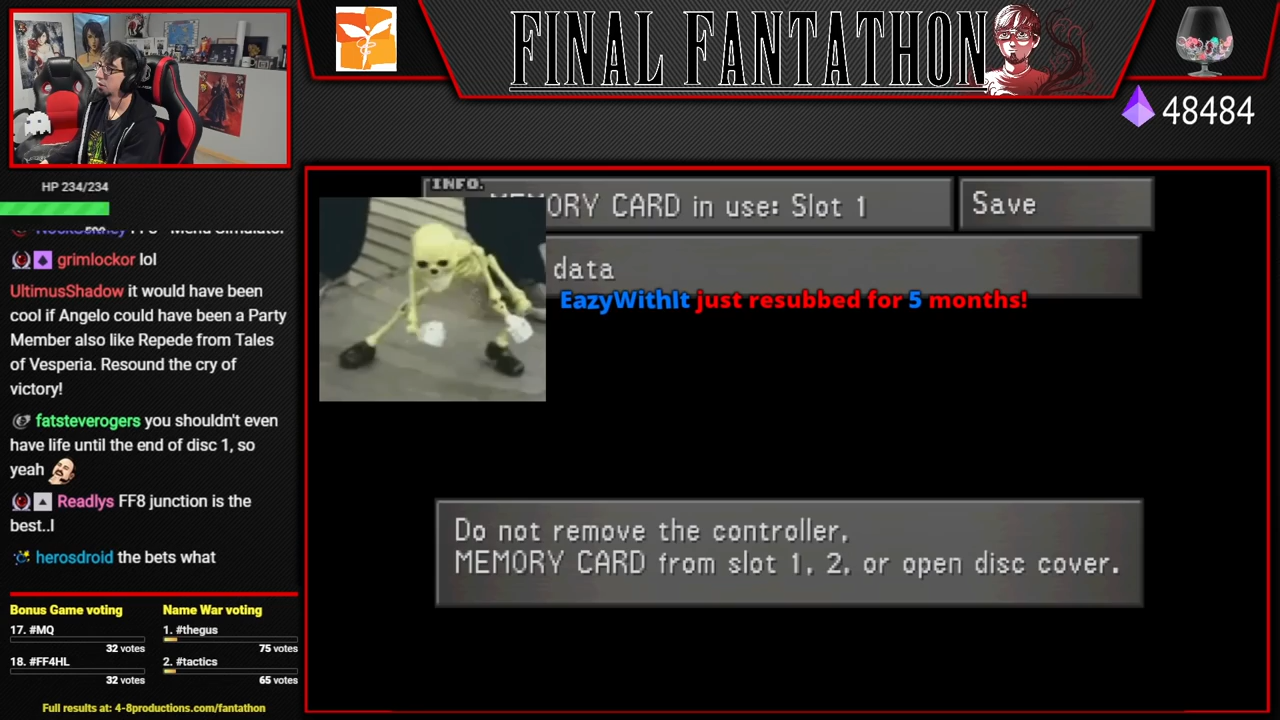 FINAL FANTATHON
48484
HP 234/234
INFO.
MEMORY CARD in use: Slot 1
Save
data
EazyWithIt just resubbed for 5 months!
Do not remove the controller,
MEMORY CARD from slot 1, 2, or open disc cover.
grimlockor lol
UltimusShadow it would have been
cool if Angelo could have been a Party
Member also like Repede from Tales
of Vesperia. Resound the cry of
victory!
fatsteverogers you shouldn't even
have life until the end of disc 1, so
yeah
Readlys FF8 junction is the
best..I
herosdroid the bets what
Bonus Game voting
17. #MQ
32 votes
18. #FF4HL
32 votes
Name War voting
1. #thegus
75 votes
2. #tactics
65 votes
Full results at: 4-8productions.com/fantathon